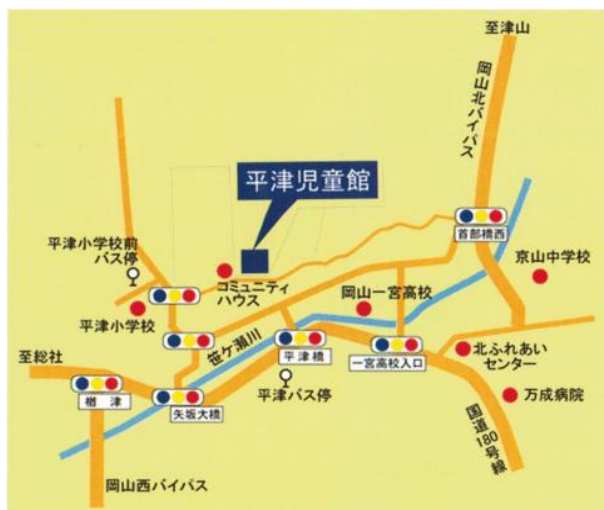 至津山
岡山北バイパス
平津児童館
首部橋西
平津小学校前
バス停
京山中学校
コミュニティ
ハウス
岡山一宮高校
平津小学校
笹ケ瀬川
至総社
平津橋
一宮高校入口
北ふれあい
センター
楢津
矢坂大橋
平津バス停
万成病院
国道180号線
岡山西バイパス